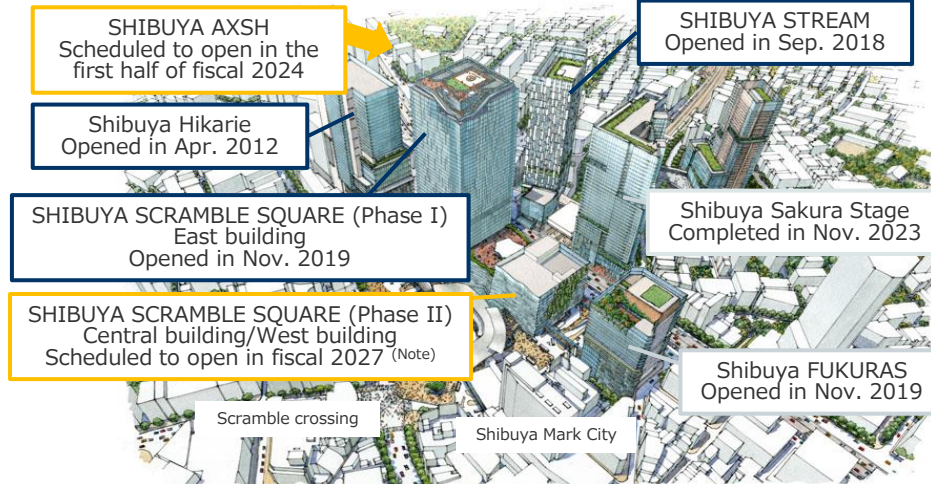 SHIBUYA AXSH
Scheduled to open in the
first half of fiscal 2024
SHIBUYA STREAM
Opened in Sep. 2018
Shibuya Hikarie
Opened in Apr. 2012
SHIBUYA SCRAMBLE SQUARE (Phase I)
East building
Opened in Nov. 2019
Shibuya Sakura Stage
Completed in Nov. 2023
SHIBUYA SCRAMBLE SQUARE (Phase II)
Central building/West building
Scheduled to open in fiscal 2027 (Note)
Shibuya FUKURAS
Opened in Nov. 2019
Scramble crossing
Shibuya Mark City